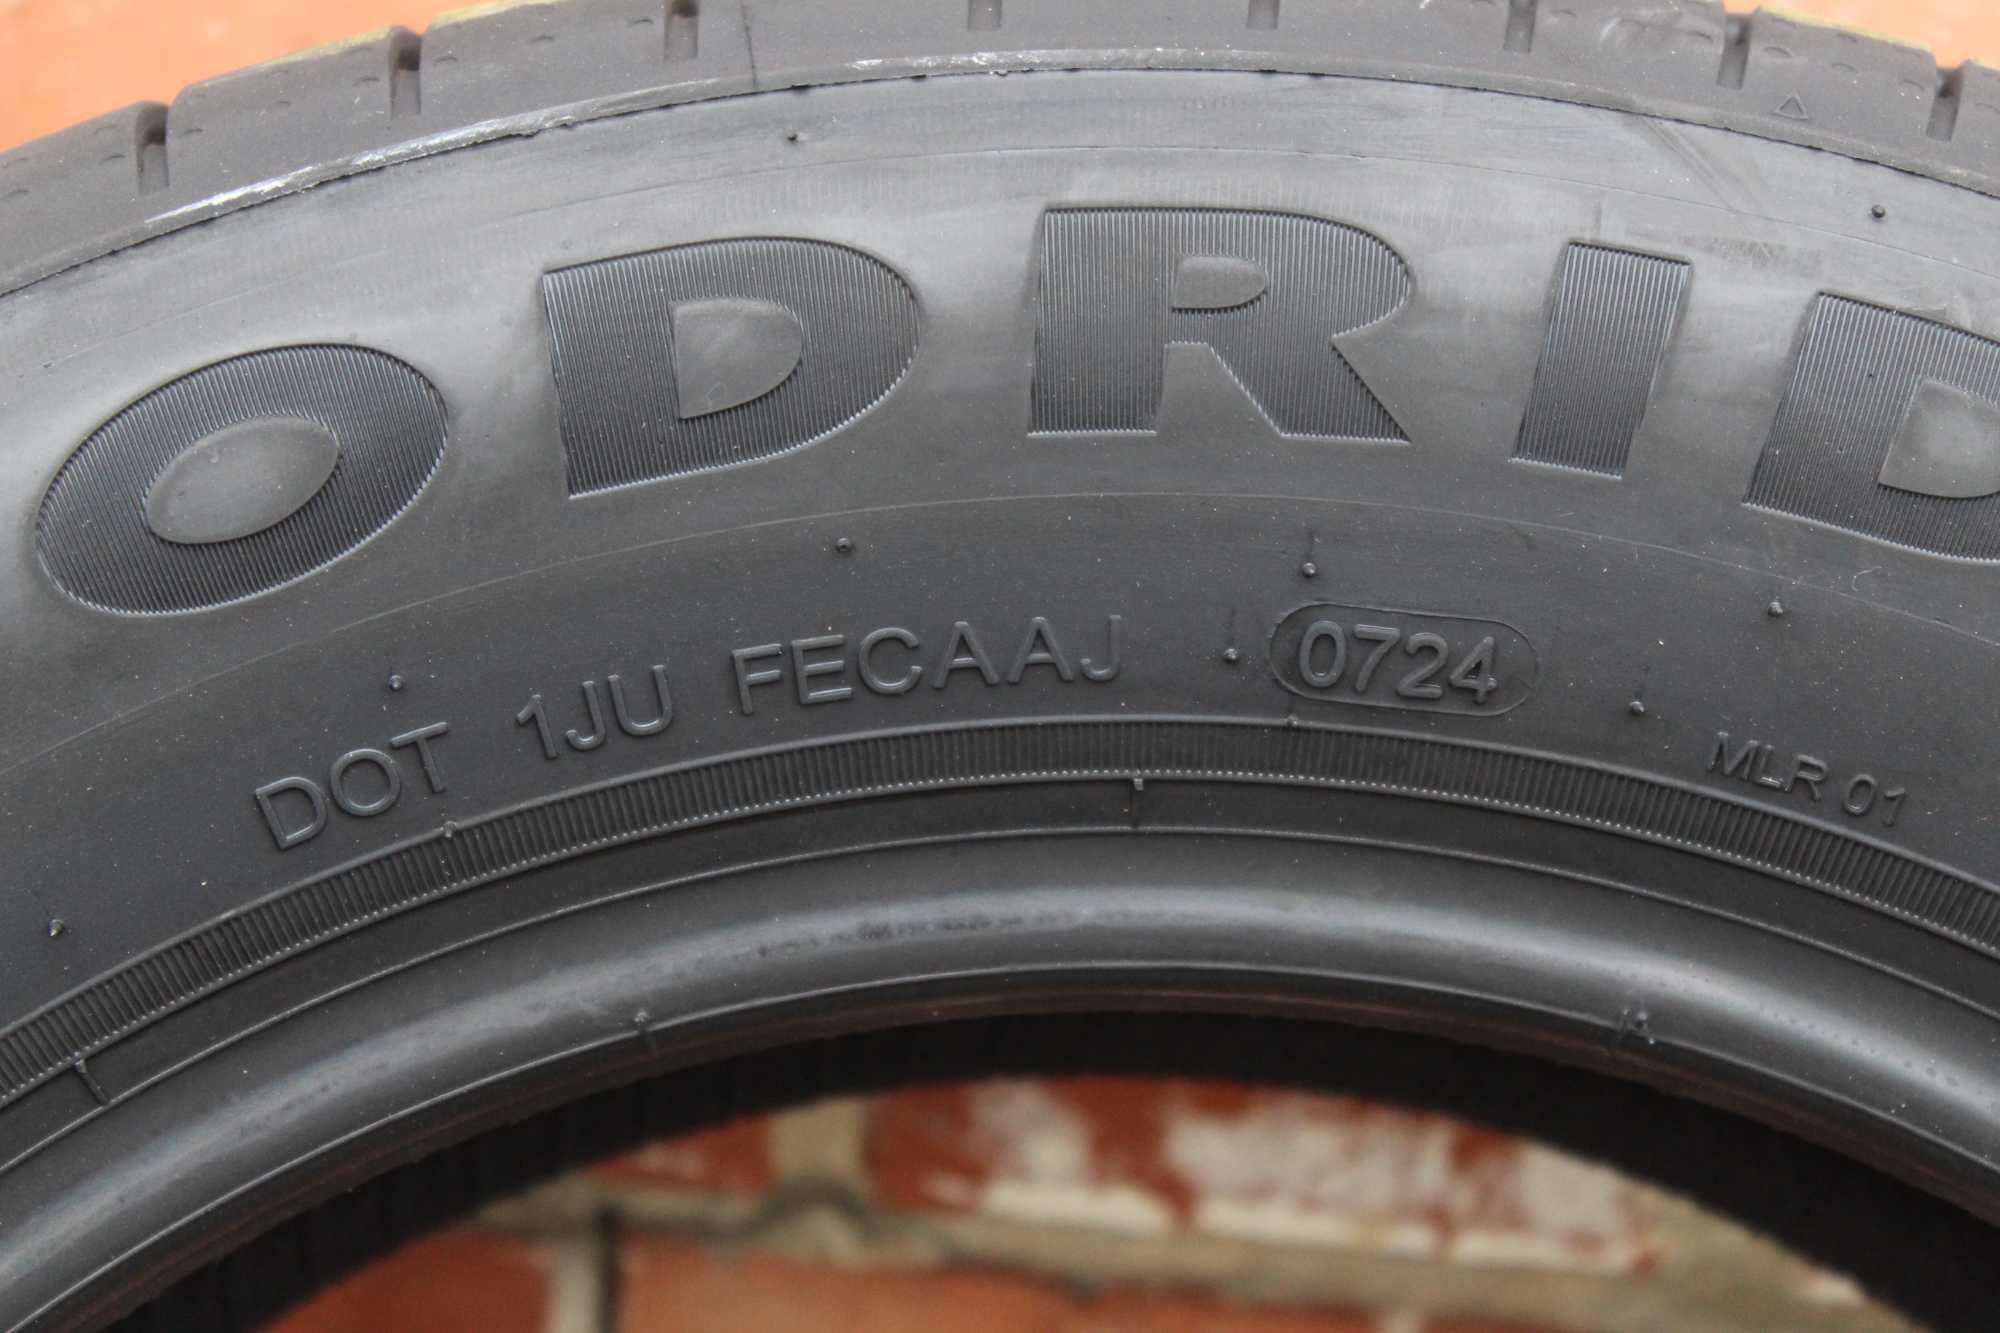 ODRID
DOT 1JU FECAAJ 0724
MLR 01